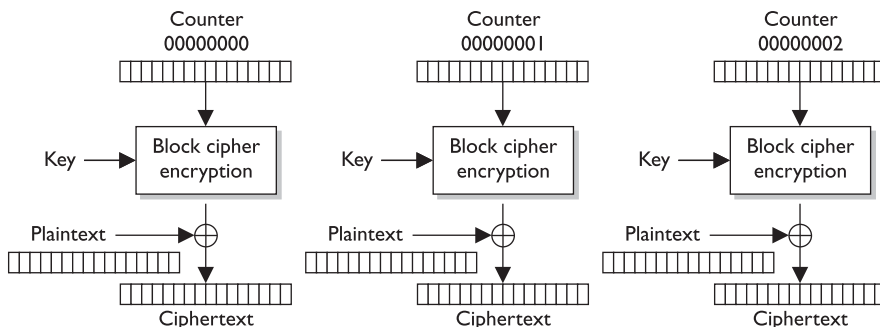 Counter
00000000
Key
Block cipher
encryption
Plaintext
Ciphertext
Counter
00000001
Key
Block cipher
encryption
Plaintext
Ciphertext
Counter
00000002
Key
Block cipher
encryption
Plaintext
Ciphertext